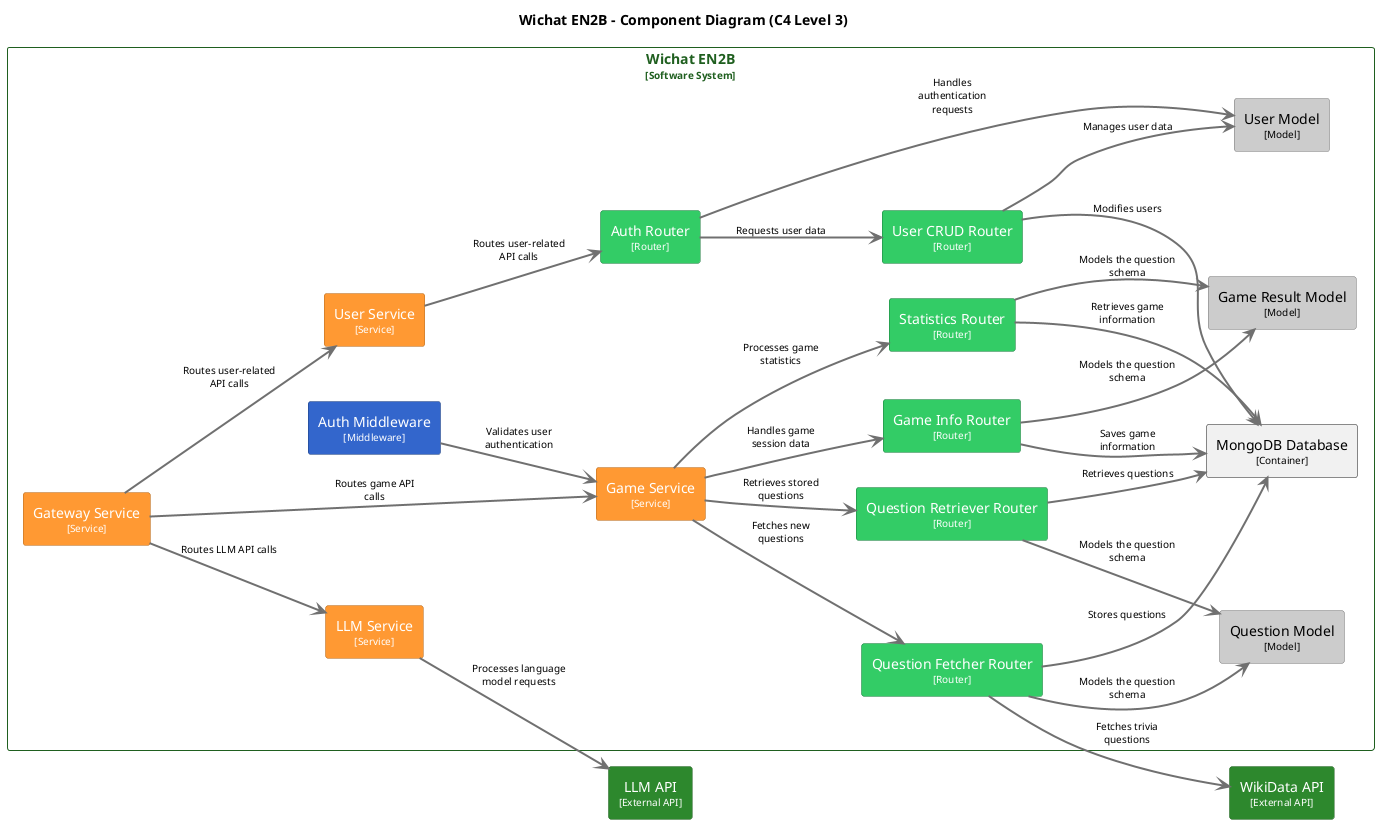 Wichat EN2B - Component Diagram (C4 Level 3)
Wichat EN2B
[Software System]
Handles
authentication
requests
User Model
[Model]
Manages user data
Auth Router
[Router]
Requests user data
User CRUD Router
[Router]
Modifies users
Routes user-related
API calls
User Service
[Service]
Routes user-related
API calls
Models the question
schema
Game Result Model
[Model]
Statistics Router
[Router]
Retrieves game
information
Processes game
statistics
Models the question
schema
Auth Middleware
[Middleware]
Validates user
authentication
Handles game
session data
Game Info Router
[Router]
Saves game
information
MongoDB Database
[Container]
Gateway Service
[Service]
Routes game API
calls
Game Service
[Service]
Retrieves stored
questions
Question Retriever Router
[Router]
Retrieves questions
Models the question
schema
Routes LLM API calls
Fetches new
questions
LLM Service
[Service]
Stores questions
Question Model
[Model]
Question Fetcher Router
[Router]
Models the question
schema
Processes language
model requests
Fetches trivia
questions
LLM API
[External API]
WikiData API
[External API]